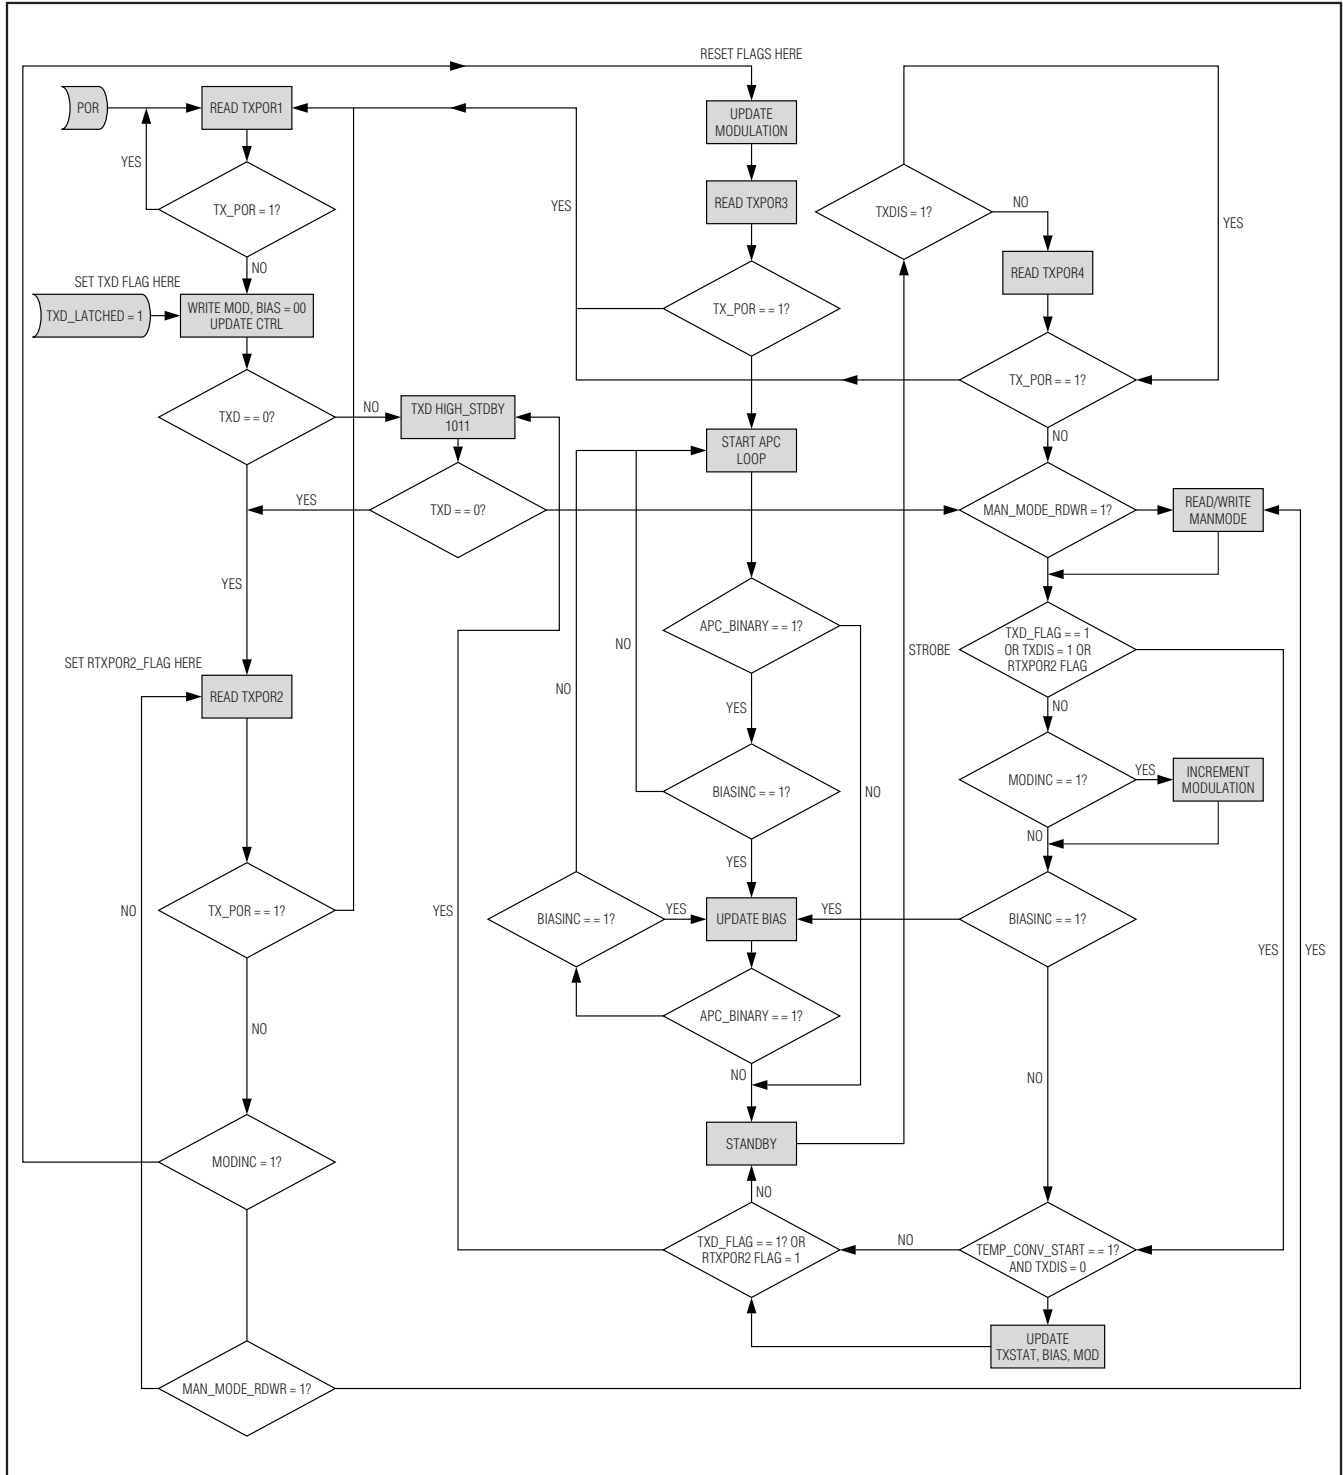 RESET FLAGS HERE
POR
READ TXPOR1
UPDATE
MODULATION
YES
TX_POR = 1?
YES
READ TXPOR3
TXDIS = 1?
NO
YES
NO
READ TXPOR4
SET TXD FLAG HERE
TXD_LATCHED = 1
WRITE MOD, BIAS = 00
UPDATE CTRL
TX_POR = = 1?
TX_POR = = 1?
TXD = = 0?
NO
TXD HIGH_STDBY
1011
START APC
LOOP
NO
YES
TXD = = 0?
MAN_MODE_RDWR = 1?
READ/WRITE
MANMODE
YES
APC_BINARY = = 1?
NO
STROBE
TXD_FLAG = = 1
OR TXDIS = 1 OR
RTXPOR2 FLAG
SET RTXPOR2_FLAG HERE
READ TXPOR2
NO
YES
NO
BIASINC = = 1?
NO
MODINC = = 1?
YES
INCREMENT
MODULATION
YES
NO
TX_POR = = 1?
NO
YES
BIASINC = = 1?
YES
UPDATE BIAS
YES
BIASINC = = 1?
YES
YES
APC_BINARY = = 1?
NO
NO
NO
STANDBY
MODINC = 1?
NO
TXD_FLAG = = 1? OR
RTXPOR2 FLAG = 1
NO
TEMP_CONV_START = = 1?
AND TXDIS = 0
UPDATE
TXSTAT, BIAS, MOD
MAN_MODE_RDWR = 1?